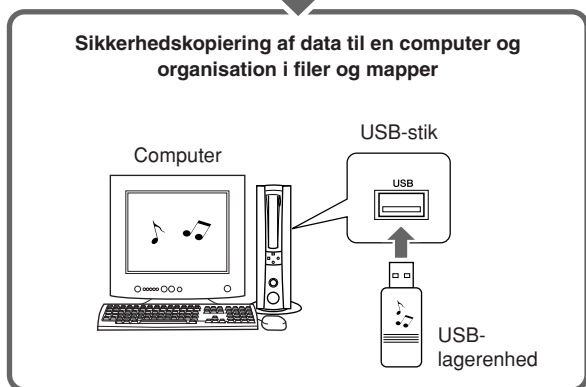 Sikkerhedskopiering af data til en computer og
organisation i filer og mapper
USB-stik
Computer
USB
USB-
lagerenhed